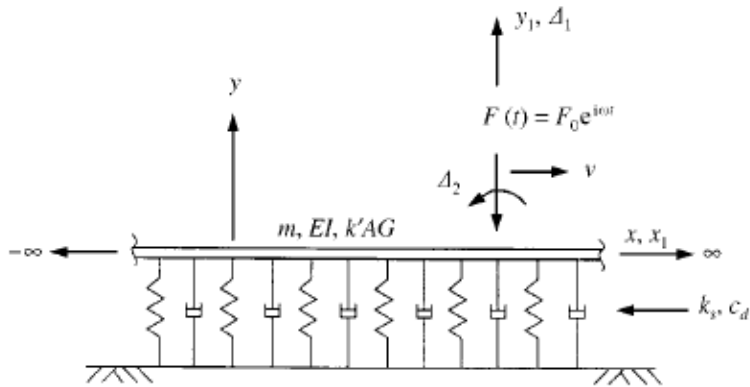 y₁, Δ₁
y
F (t) = F₀e^{iωt}
v
Δ₂
m, EI, k′AG
−∞
x, x₁
∞
kₛ, c_d